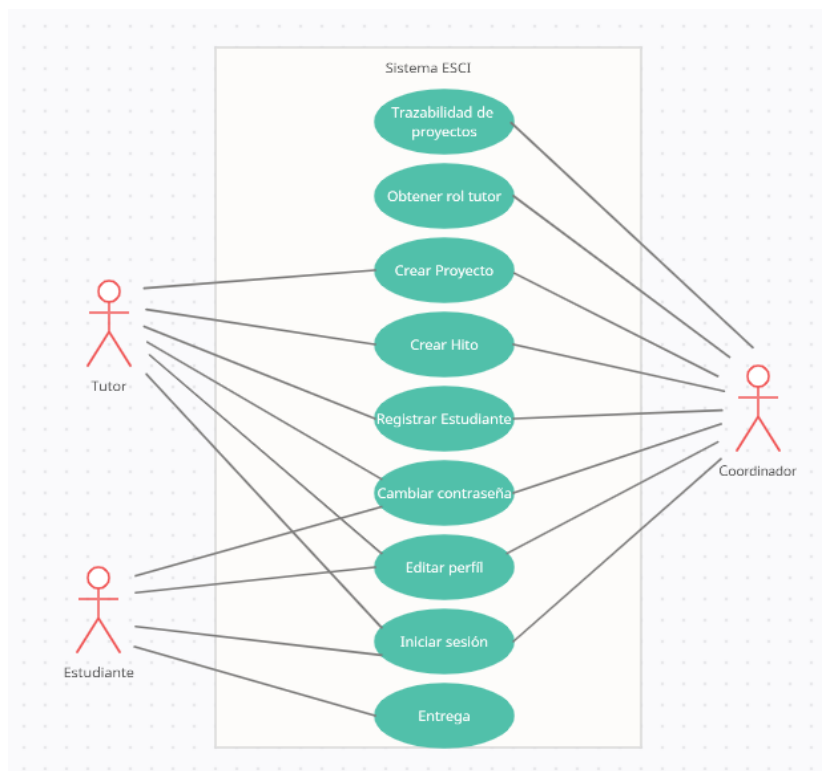 Sistema ESCI
Trazabilidad de
proyectos
Obtener rol tutor
Crear Proyecto
Crear Hito
Registrar Estudiante
Cambiar contraseña
Editar perfil
Iniciar sesión
Entrega
Tutor
Estudiante
Coordinador